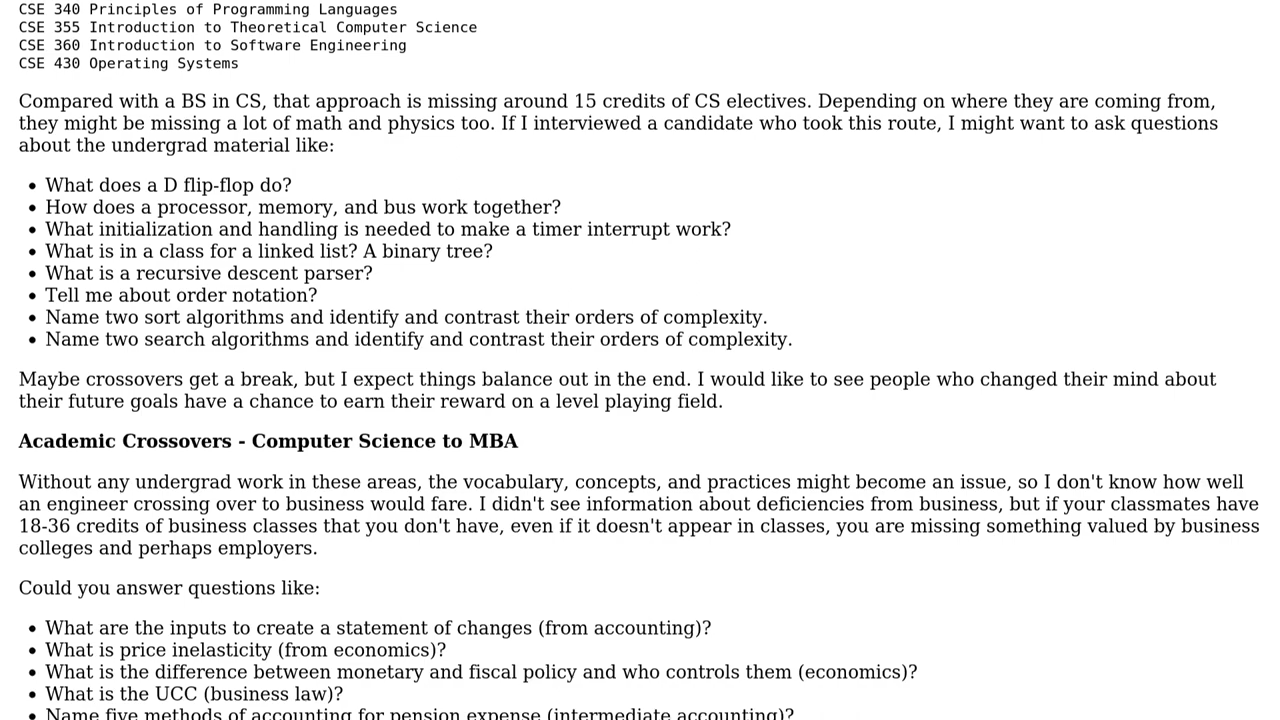 CSE 340 Principles of Programming Languages
CSE 355 Introduction to Theoretical Computer Science
CSE 360 Introduction to Software Engineering
CSE 430 Operating Systems
Compared with a BS in CS, that approach is missing around 15 credits of CS electives. Depending on where they are coming from,
they might be missing a lot of math and physics too. If I interviewed a candidate who took this route, I might want to ask questions
about the undergrad material like:
• What does a D flip-flop do?
• How does a processor, memory, and bus work together?
• What initialization and handling is needed to make a timer interrupt work?
• What is in a class for a linked list? A binary tree?
• What is a recursive descent parser?
• Tell me about order notation?
• Name two sort algorithms and identify and contrast their orders of complexity.
• Name two search algorithms and identify and contrast their orders of complexity.
Maybe crossovers get a break, but I expect things balance out in the end. I would like to see people who changed their mind about
their future goals have a chance to earn their reward on a level playing field.
Academic Crossovers - Computer Science to MBA
Without any undergrad work in these areas, the vocabulary, concepts, and practices might become an issue, so I don't know how well
an engineer crossing over to business would fare. I didn't see information about deficiencies from business, but if your classmates have
18-36 credits of business classes that you don't have, even if it doesn't appear in classes, you are missing something valued by business
colleges and perhaps employers.
Could you answer questions like:
• What are the inputs to create a statement of changes (from accounting)?
• What is price inelasticity (from economics)?
• What is the difference between monetary and fiscal policy and who controls them (economics)?
• What is the UCC (business law)?
• Name five methods of accounting for pension expense (intermediate accounting)?